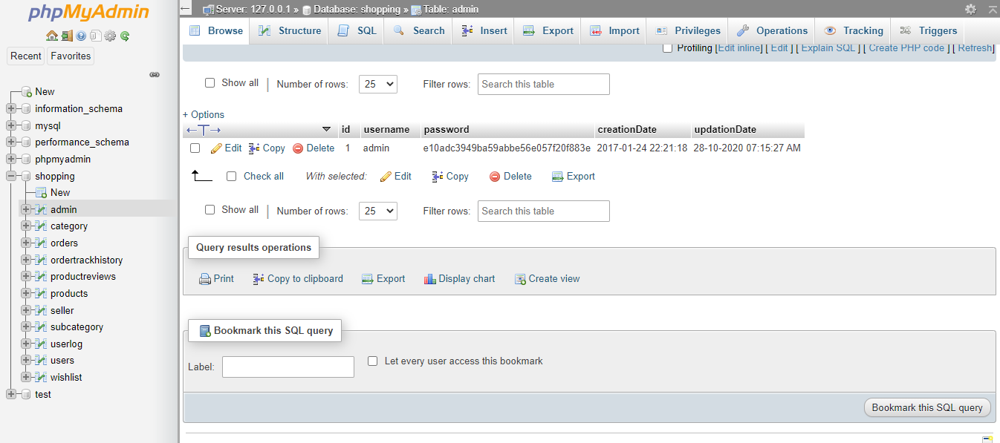 phpMyAdmin
Recent Favorites
New
information_schema
mysql
performance_schema
phpmyadmin
shopping
New
admin
category
orders
ordertrackhistory
productreviews
products
seller
subcategory
userlog
users
wishlist
test
Server: 127.0.0.1 » Database: shopping » Table: admin
Browse Structure SQL Search Insert Export Import Privileges Operations Tracking Triggers
Profiling [Edit inline] [ Edit ] [ Explain SQL ] [ Create PHP code ] [ Refresh]
Show all | Number of rows: 25 Filter rows: Search this table
+ Options
←T→ id username password creationDate updationDate
Edit Copy Delete 1 admin e10adc3949ba59abbe56e057f20f883e 2017-01-24 22:21:18 28-10-2020 07:15:27 AM
Check all With selected: Edit Copy Delete Export
Show all | Number of rows: 25 Filter rows: Search this table
Query results operations
Print Copy to clipboard Export Display chart Create view
Bookmark this SQL query
Label: Let every user access this bookmark
Bookmark this SQL query